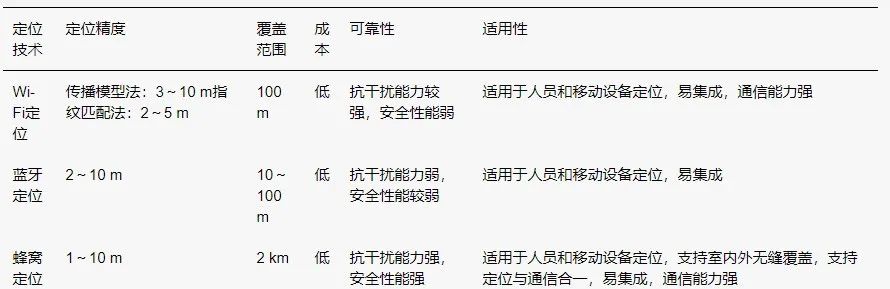 定位技术 定位精度 覆盖范围 成本 可靠性 适用性
Wi-Fi定位 传播模型法：3～10 m指纹匹配法：2～5 m 100 m 低 抗干扰能力较强，安全性能弱 适用于人员和移动设备定位，易集成，通信能力强
蓝牙定位 2～10 m 10～100 m 低 抗干扰能力弱，安全性能较弱 适用于人员和移动设备定位，易集成
蜂窝定位 1～10 m 2 km 低 抗干扰能力强，安全性能强 适用于人员和移动设备定位，支持室内外无缝覆盖，支持定位与通信合一，易集成，通信能力强